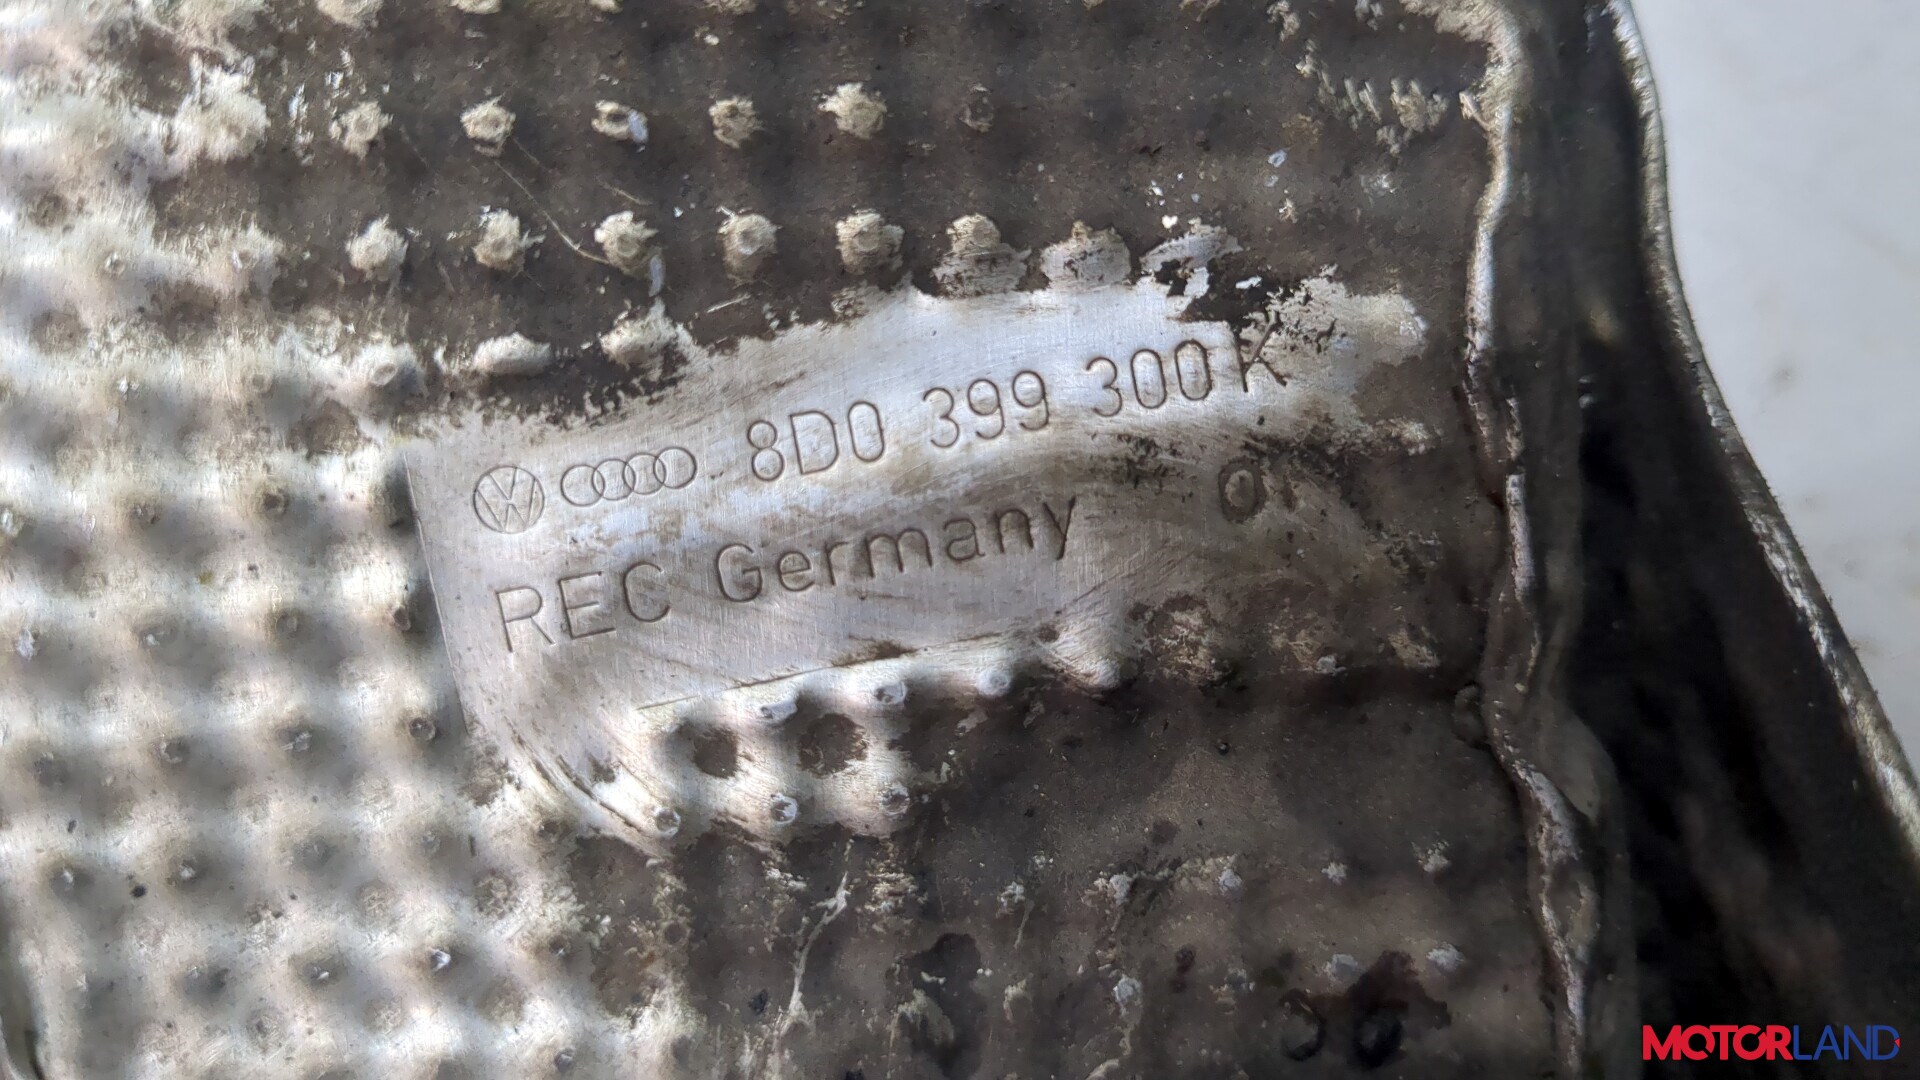 8D0 399 300 K
REC Germany O
MOTORLAND